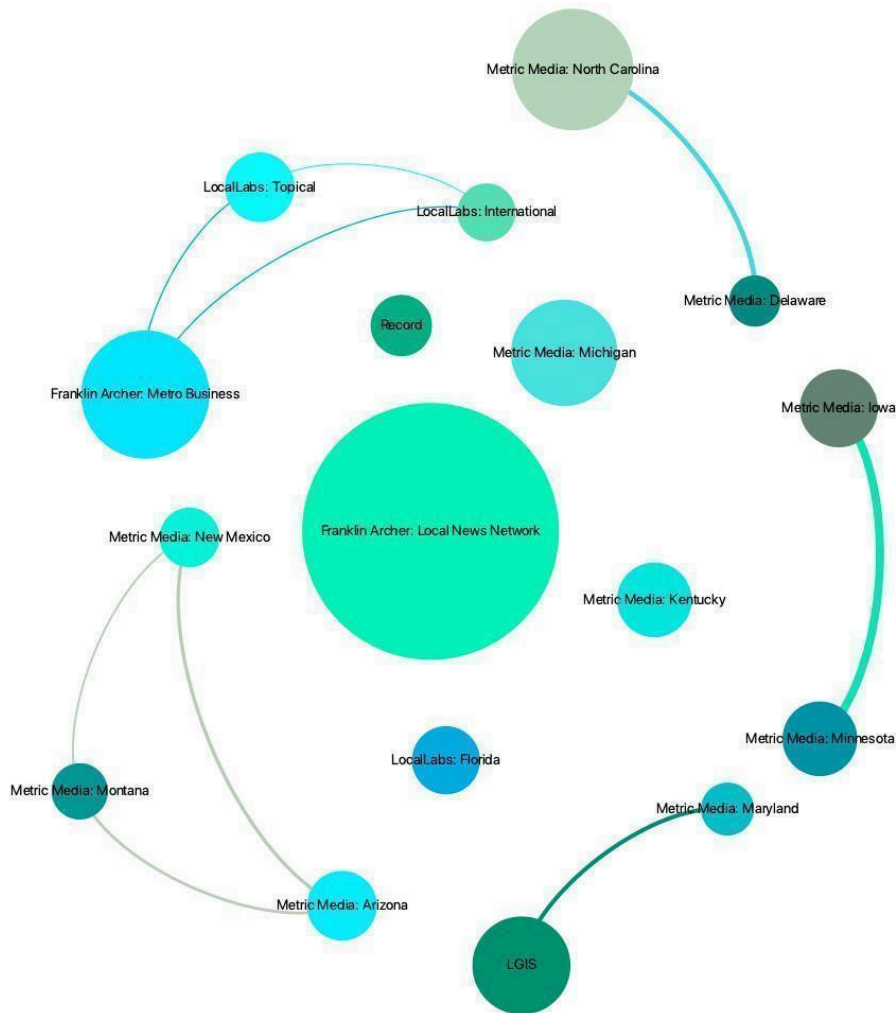 Metric Media: North Carolina
LocalLabs: Topical
LocalLabs: International
Metric Media: Delaware
Record
Metric Media: Michigan
Franklin Archer: Metro Business
Metric Media: Iowa
Franklin Archer: Local News Network
Metric Media: New Mexico
Metric Media: Kentucky
Metric Media: Minnesota
LocalLabs: Florida
Metric Media: Montana
Metric Media: Maryland
Metric Media: Arizona
LGIS